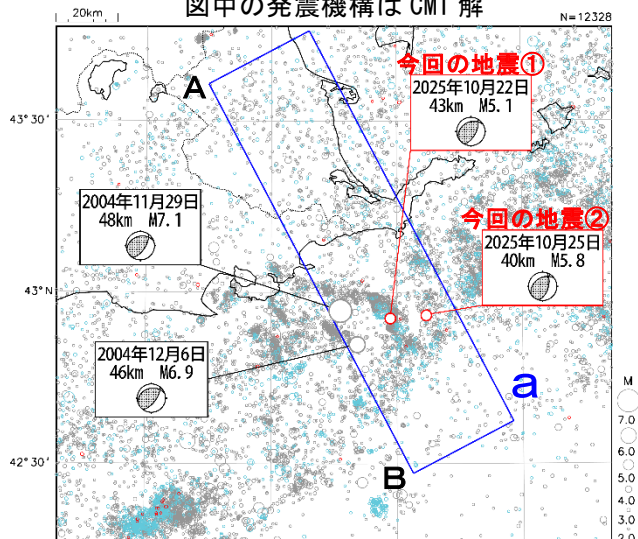 図中の発震機構は CMT 解
20km
N=12328
A
今回の地震①
2025年10月22日
43km M5.1
43°30'
2004年11月29日
48km M7.1
今回の地震②
2025年10月25日
40km M5.8
43°N
2004年12月6日
46km M6.9
a
M
7.0
6.0
5.0
4.0
3.0
2.0
42°30'
B